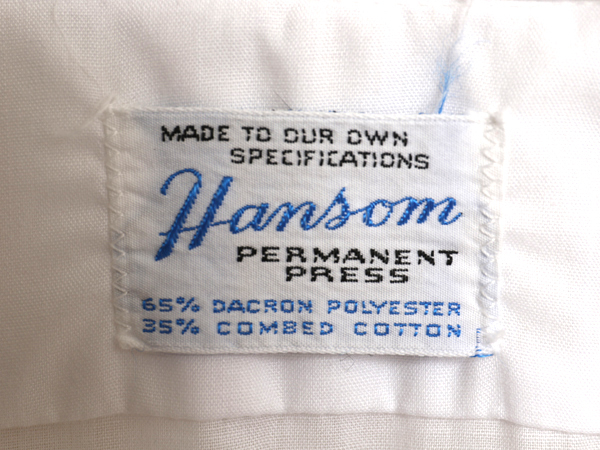 MADE TO OUR OWN
SPECIFICATIONS
Hansom
PERMANENT
PRESS
65% DACRON POLYESTER
35% COMBED COTTON